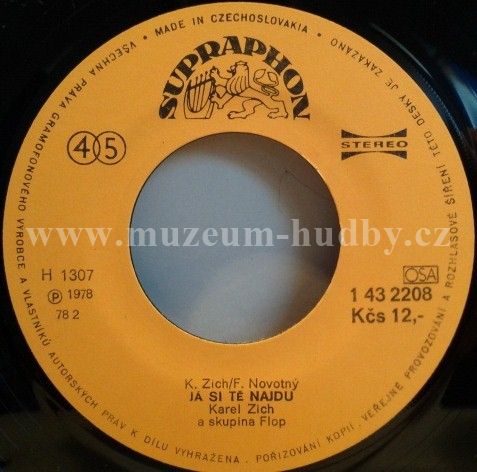 VŠECHNA PRÁVA GRAMOFONOVÉHO VÝROBCE A VLASTNÍKŮ AUTORSKÝCH PRÁV K DÍLU VYHRAŽENA. POŘIZOVÁNÍ KOPIÍ, VEŘEJNÉ PROVOZOVÁNÍ A ROZHLASOVÉ ŠÍŘENÍ TÉTO DESKY JE ZAKÁZÁNO
• MADE IN CZECHOSLOVAKIA •
SUPRAPHON
45
STEREO
www.muzeum-hudby.cz
H 1307
Ⓟ 1978
78 2
OSA
1 43 2208
Kčs 12,-
K. Zich/F. Novotný
JÁ SI TĚ NAJDU
Karel Zich
a skupina Flop